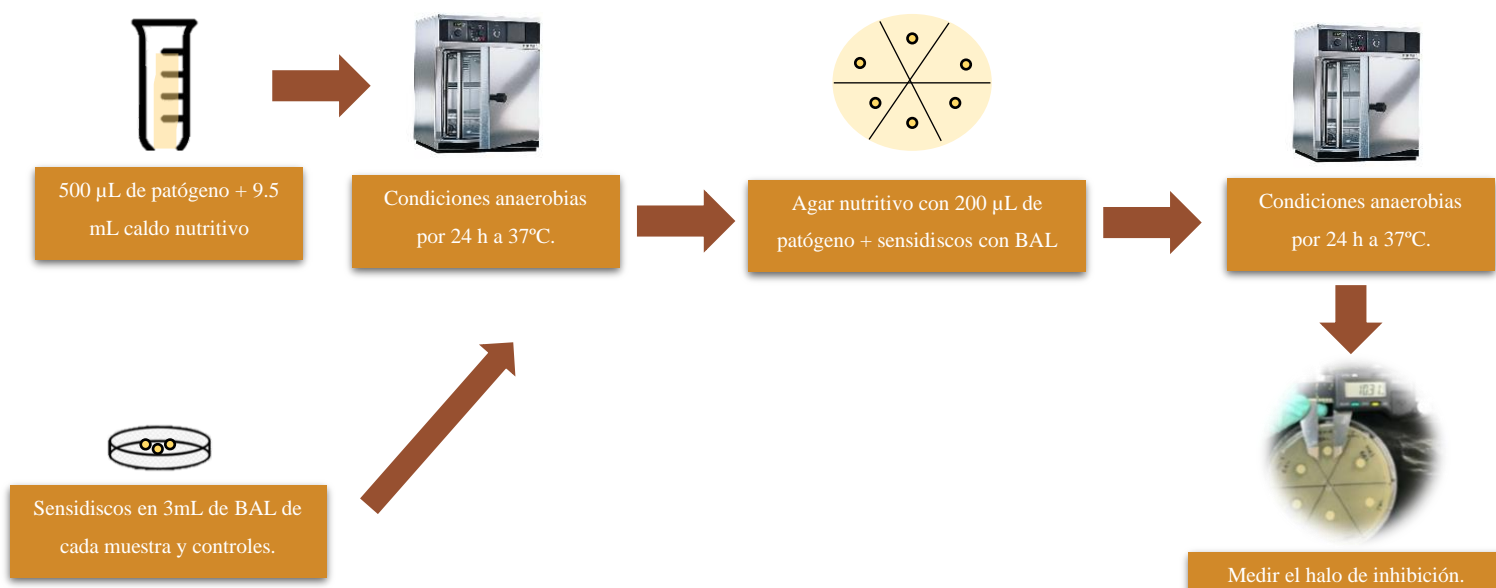 500 µL de patógeno + 9.5
mL caldo nutritivo
Condiciones anaerobias
por 24 h a 37ºC.
Agar nutritivo con 200 µL de
patógeno + sensidiscos con BAL
Condiciones anaerobias
por 24 h a 37ºC.
Sensidiscos en 3mL de BAL de
cada muestra y controles.
Medir el halo de inhibición.